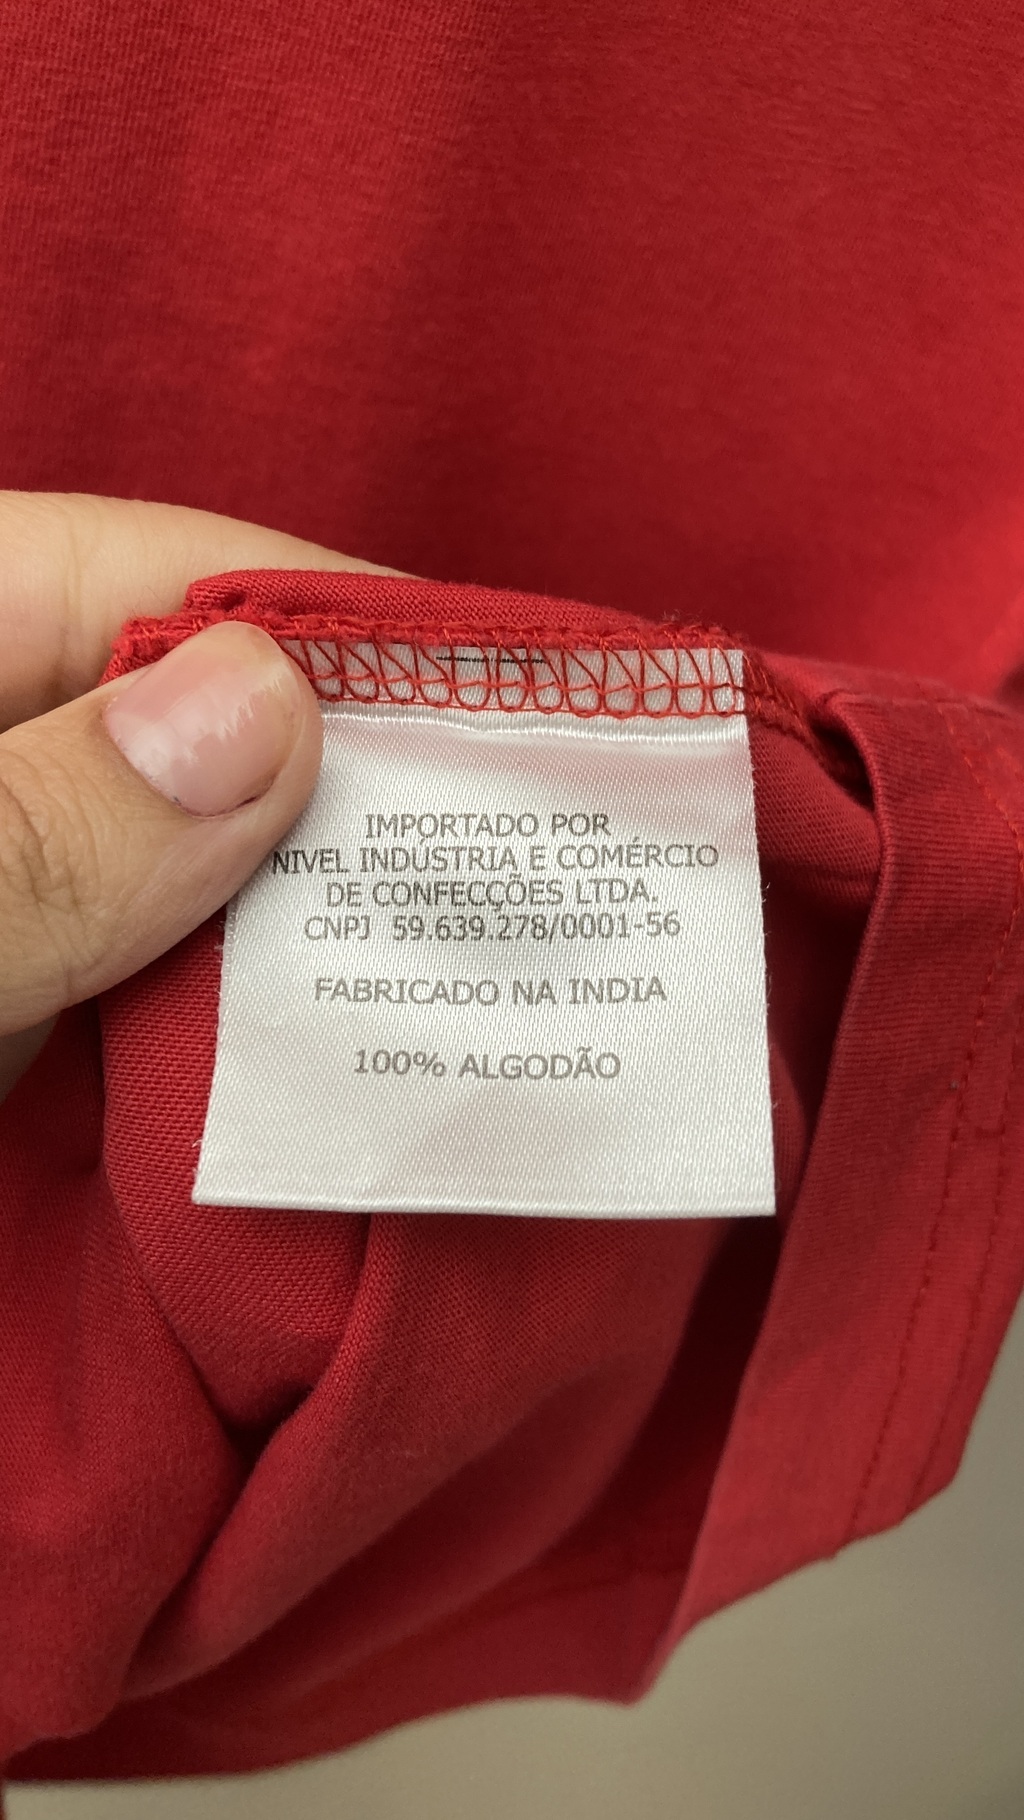 IMPORTADO POR
NIVEL INDÚSTRIA E COMÉRCIO
DE CONFECÇÕES LTDA.
CNPJ 59.639.278/0001-56
FABRICADO NA INDIA
100% ALGODÃO